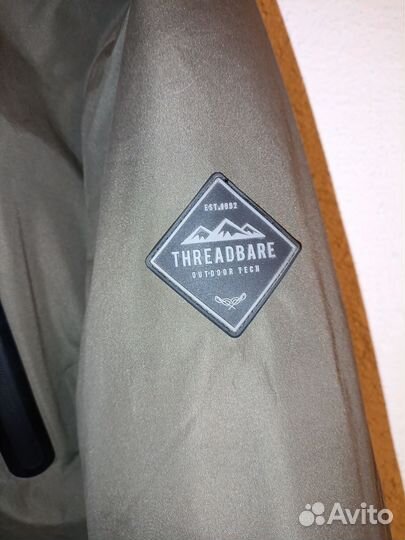 EST.1992
THREADBARE
OUTDOOR TECH
Avito